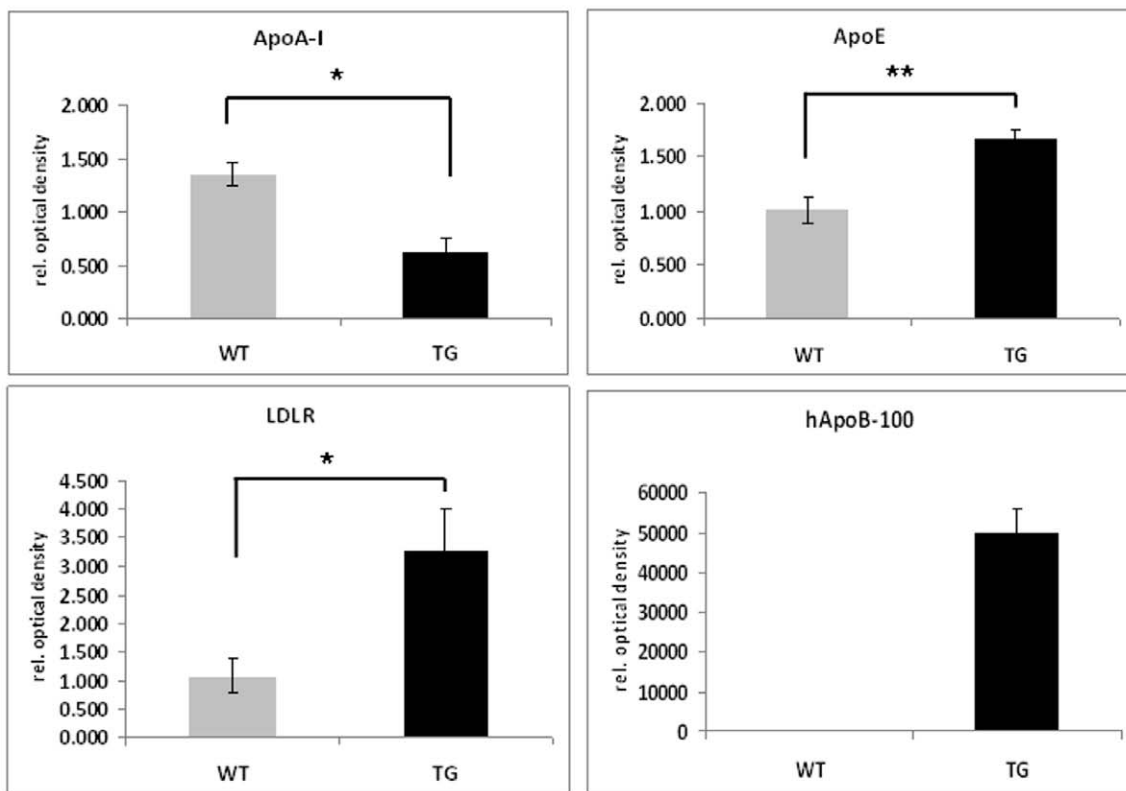 ApoA-I
*
2.000
1.500
1.000
0.500
0.000
rel. optical density
WT TG
ApoE
**
2.000
1.500
1.000
0.500
0.000
rel. optical density
WT TG
LDLR
*
4.500
4.000
3.500
3.000
2.500
2.000
1.500
1.000
0.500
0.000
rel. optical density
WT TG
hApoB-100
60000
50000
40000
30000
20000
10000
0
rel. optical density
WT TG